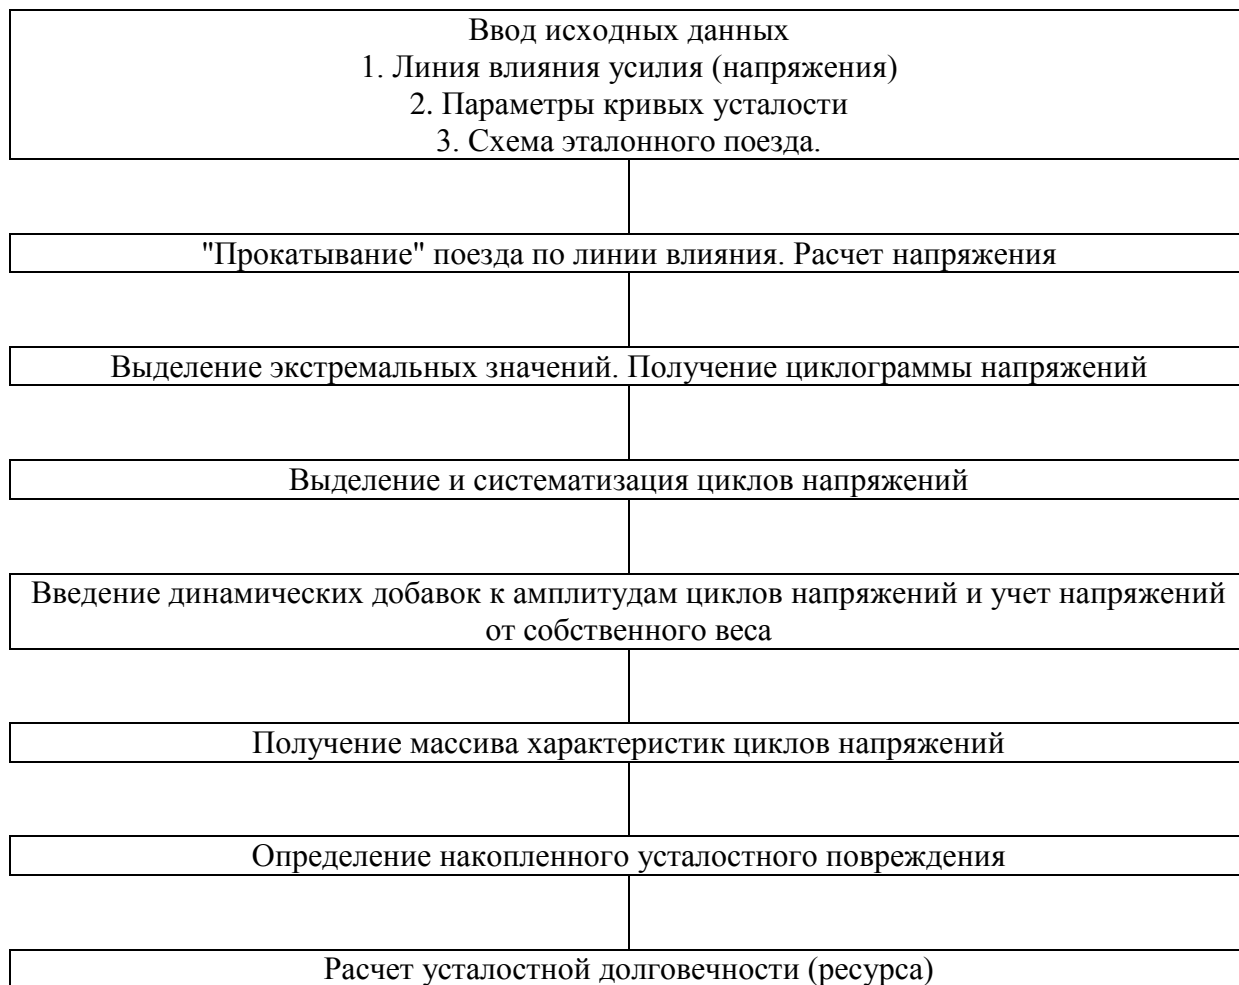 Ввод исходных данных
1. Линия влияния усилия (напряжения)
2. Параметры кривых усталости
3. Схема эталонного поезда.
"Прокатывание" поезда по линии влияния. Расчет напряжения
Выделение экстремальных значений. Получение циклограммы напряжений
Выделение и систематизация циклов напряжений
Введение динамических добавок к амплитудам циклов напряжений и учет напряжений
от собственного веса
Получение массива характеристик циклов напряжений
Определение накопленного усталостного повреждения
Расчет усталостной долговечности (ресурса)